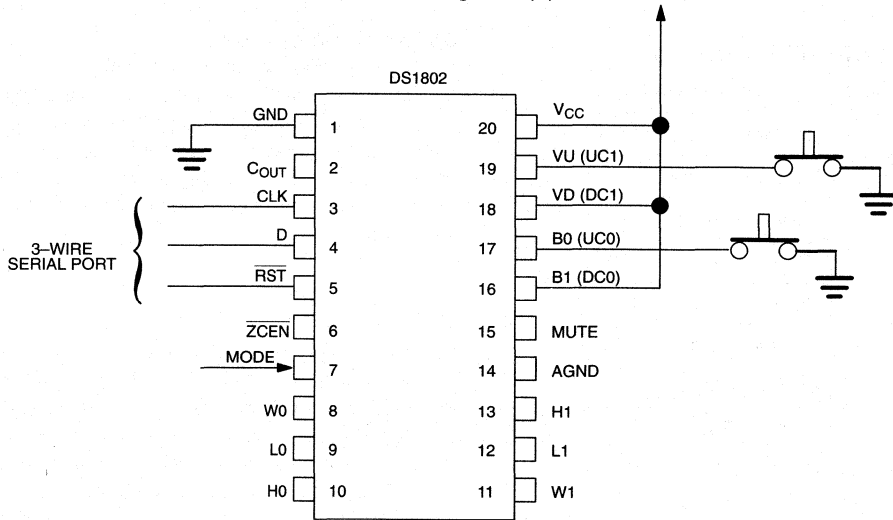 DS1802
GND 1
C_OUT 2
CLK 3
D 4
RST 5
ZCEN 6
MODE 7
W0 8
L0 9
H0 10
3–WIRE
SERIAL PORT
20 V_CC
19 VU (UC1)
18 VD (DC1)
17 B0 (UC0)
16 B1 (DC0)
15 MUTE
14 AGND
13 H1
12 L1
11 W1